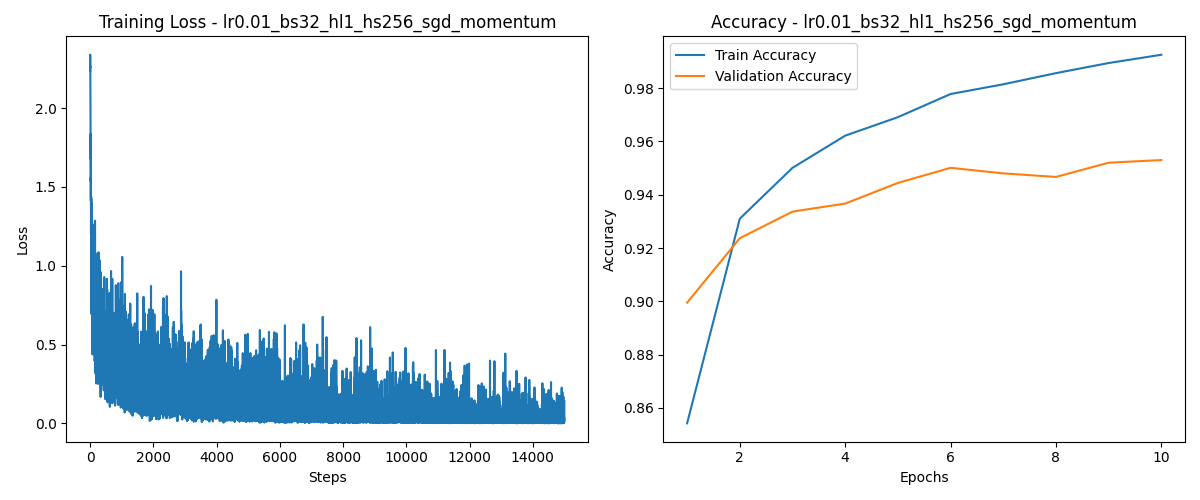 Training Loss - lr0.01_bs32_hl1_hs256_sgd_momentum
2.0
1.5
1.0
0.5
0.0
Loss
0 2000 4000 6000 8000 10000 12000 14000
Steps
Accuracy - lr0.01_bs32_hl1_hs256_sgd_momentum
Train Accuracy
Validation Accuracy
0.98
0.96
0.94
0.92
0.90
0.88
0.86
Accuracy
2 4 6 8 10
Epochs